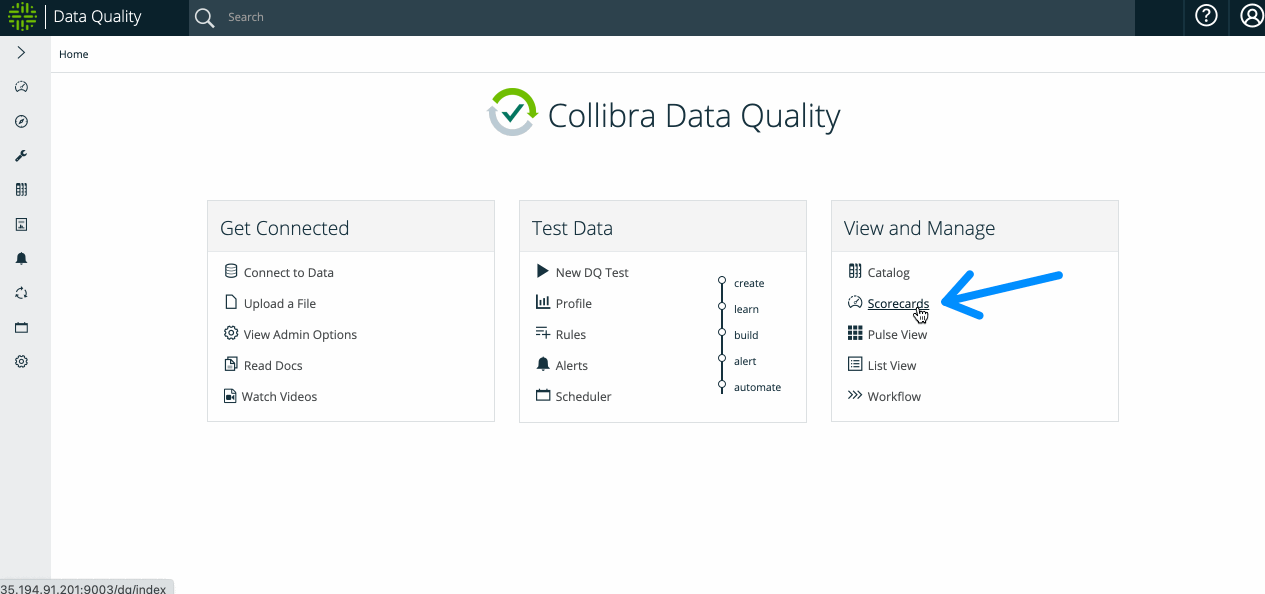 Data Quality
Search
Home
Collibra Data Quality
Get Connected
Connect to Data
Upload a File
View Admin Options
Read Docs
Watch Videos
Test Data
New DQ Test
Profile
Rules
Alerts
Scheduler
create
learn
build
alert
automate
View and Manage
Catalog
Scorecards
Pulse View
List View
Workflow
35.194.91.201:9003/dq/index